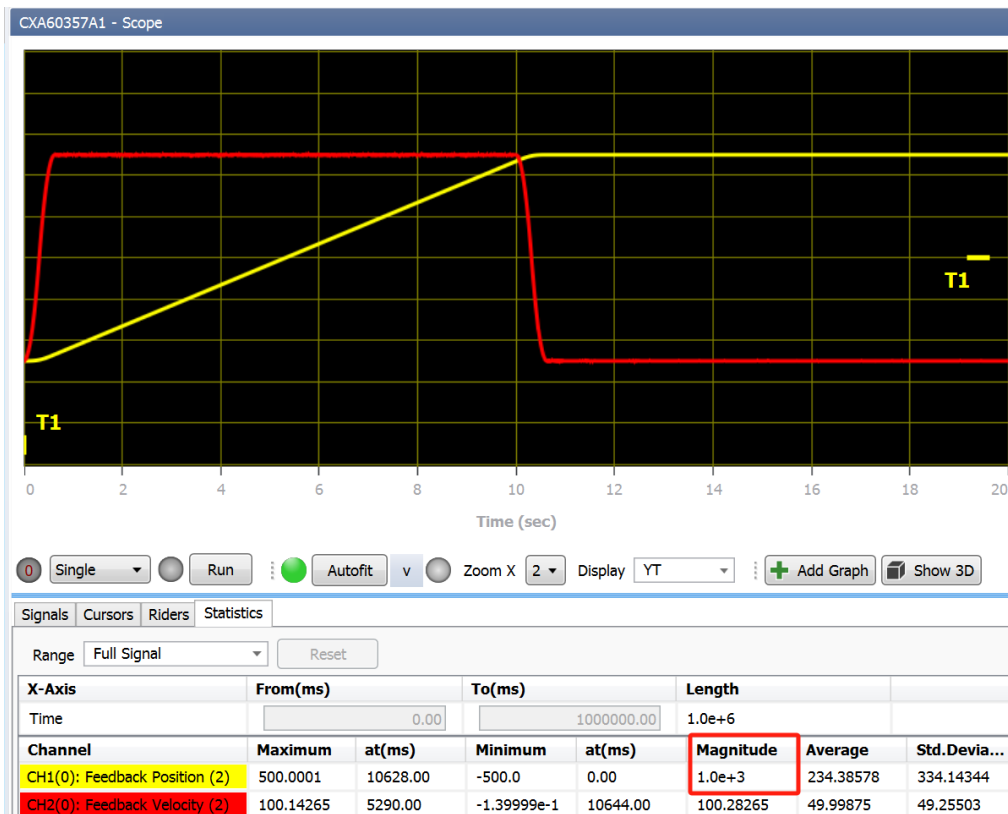 CXA60357A1 - Scope
T1
T1
0 2 4 6 8 10 12 14 16 18 20
Time (sec)
0 Single Run Autofit v Zoom X 2 Display YT Add Graph Show 3D
Signals Cursors Riders Statistics
Range Full Signal Reset
X-Axis From(ms) To(ms) Length
Time 0.00 1000000.00 1.0e+6
Channel Maximum at(ms) Minimum at(ms) Magnitude Average Std.Devia...
CH1(0): Feedback Position (2) 500.0001 10628.00 -500.0 0.00 1.0e+3 234.38578 334.14344
CH2(0): Feedback Velocity (2) 100.14265 5290.00 -1.39999e-1 10644.00 100.28265 49.99875 49.25503